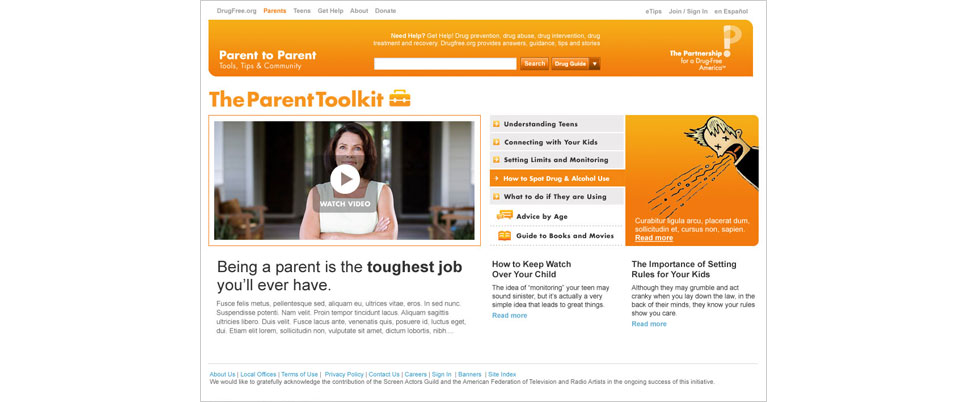 DrugFree.org Parents Teens Get Help About Donate
eTips Join / Sign In en Español
Need Help? Get Help! Drug prevention, drug abuse, drug intervention, drug
treatment and recovery. Drugfree.org provides answers, guidance, tips and stories
Parent to Parent
Tools, Tips & Community
Search Drug Guide
The Partnership
for a Drug-Free
America™
The Parent Toolkit
WATCH VIDEO
Understanding Teens
Connecting with Your Kids
Setting Limits and Monitoring
How to Spot Drug & Alcohol Use
What to do if They are Using
Advice by Age
Guide to Books and Movies
Curabitur ligula arcu, placerat dum,
sollicitudin et, cursus non, sapien.
Read more
Being a parent is the toughest job
you'll ever have.
Fusce felis metus, pellentesque sed, aliquam eu, ultrices vitae, eros. In sed nunc.
Suspendisse potenti. Nam velit. Proin tempor tincidunt lacus. Aliquam sagittis
ultricies libero. Duis velit. Fusce lacus ante, venenatis quis, posuere id, luctus eget,
dui. Etiam elit lorem, sollicitudin non, vulputate sit amet, dictum lobortis, nibh....
How to Keep Watch
Over Your Child
The idea of "monitoring" your teen may
sound sinister, but it's actually a very
simple idea that leads to great things.
Read more
The Importance of Setting
Rules for Your Kids
Although they may grumble and act
cranky when you lay down the law, in the
back of their minds, they know your rules
show you care.
Read more
About Us | Local Offices | Terms of Use | Privacy Policy | Contact Us | Careers | Sign In | Banners | Site Index
We would like to gratefully acknowledge the contribution of the Screen Actors Guild and the American Federation of Television and Radio Artists in the ongoing success of this initiative.